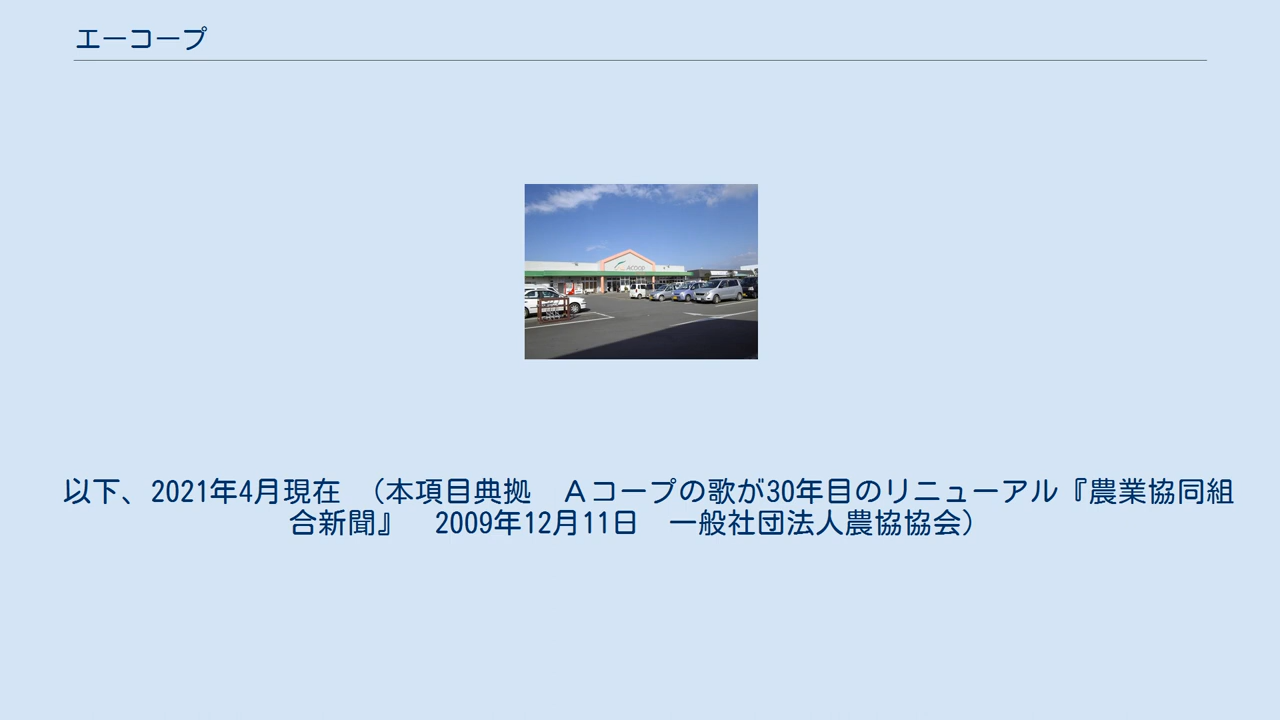 エーコープ
Acoop
以下、2021年4月現在　（本項目典拠　Ａコープの歌が30年目のリニューアル『農業協同組
合新聞』　2009年12月11日　一般社団法人農協協会）